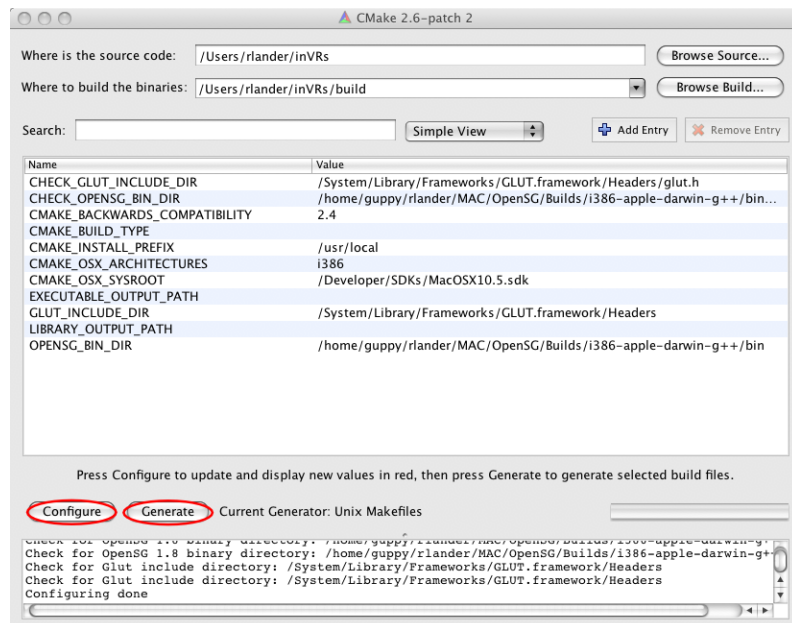 CMake 2.6-patch 2
Where is the source code: /Users/rlander/inVRs Browse Source...
Where to build the binaries: /Users/rlander/inVRs/build Browse Build...
Search: Simple View Add Entry Remove Entry
Name Value
CHECK_GLUT_INCLUDE_DIR /System/Library/Frameworks/GLUT.framework/Headers/glut.h
CHECK_OPENSG_BIN_DIR /home/guppy/rlander/MAC/OpenSG/Builds/i386-apple-darwin-g++/bin...
CMAKE_BACKWARDS_COMPATIBILITY 2.4
CMAKE_BUILD_TYPE
CMAKE_INSTALL_PREFIX /usr/local
CMAKE_OSX_ARCHITECTURES i386
CMAKE_OSX_SYSROOT /Developer/SDKs/MacOSX10.5.sdk
EXECUTABLE_OUTPUT_PATH
GLUT_INCLUDE_DIR /System/Library/Frameworks/GLUT.framework/Headers
LIBRARY_OUTPUT_PATH
OPENSG_BIN_DIR /home/guppy/rlander/MAC/OpenSG/Builds/i386-apple-darwin-g++/bin
Press Configure to update and display new values in red, then press Generate to generate selected build files.
Configure Generate Current Generator: Unix Makefiles
Check for OpenSG 1.8 binary directory: /home/guppy/rlander/MAC/OpenSG/Builds/i386-apple-darwin-g+
Check for Glut include directory: /System/Library/Frameworks/GLUT.framework/Headers
Check for Glut include directory: /System/Library/Frameworks/GLUT.framework/Headers
Configuring done